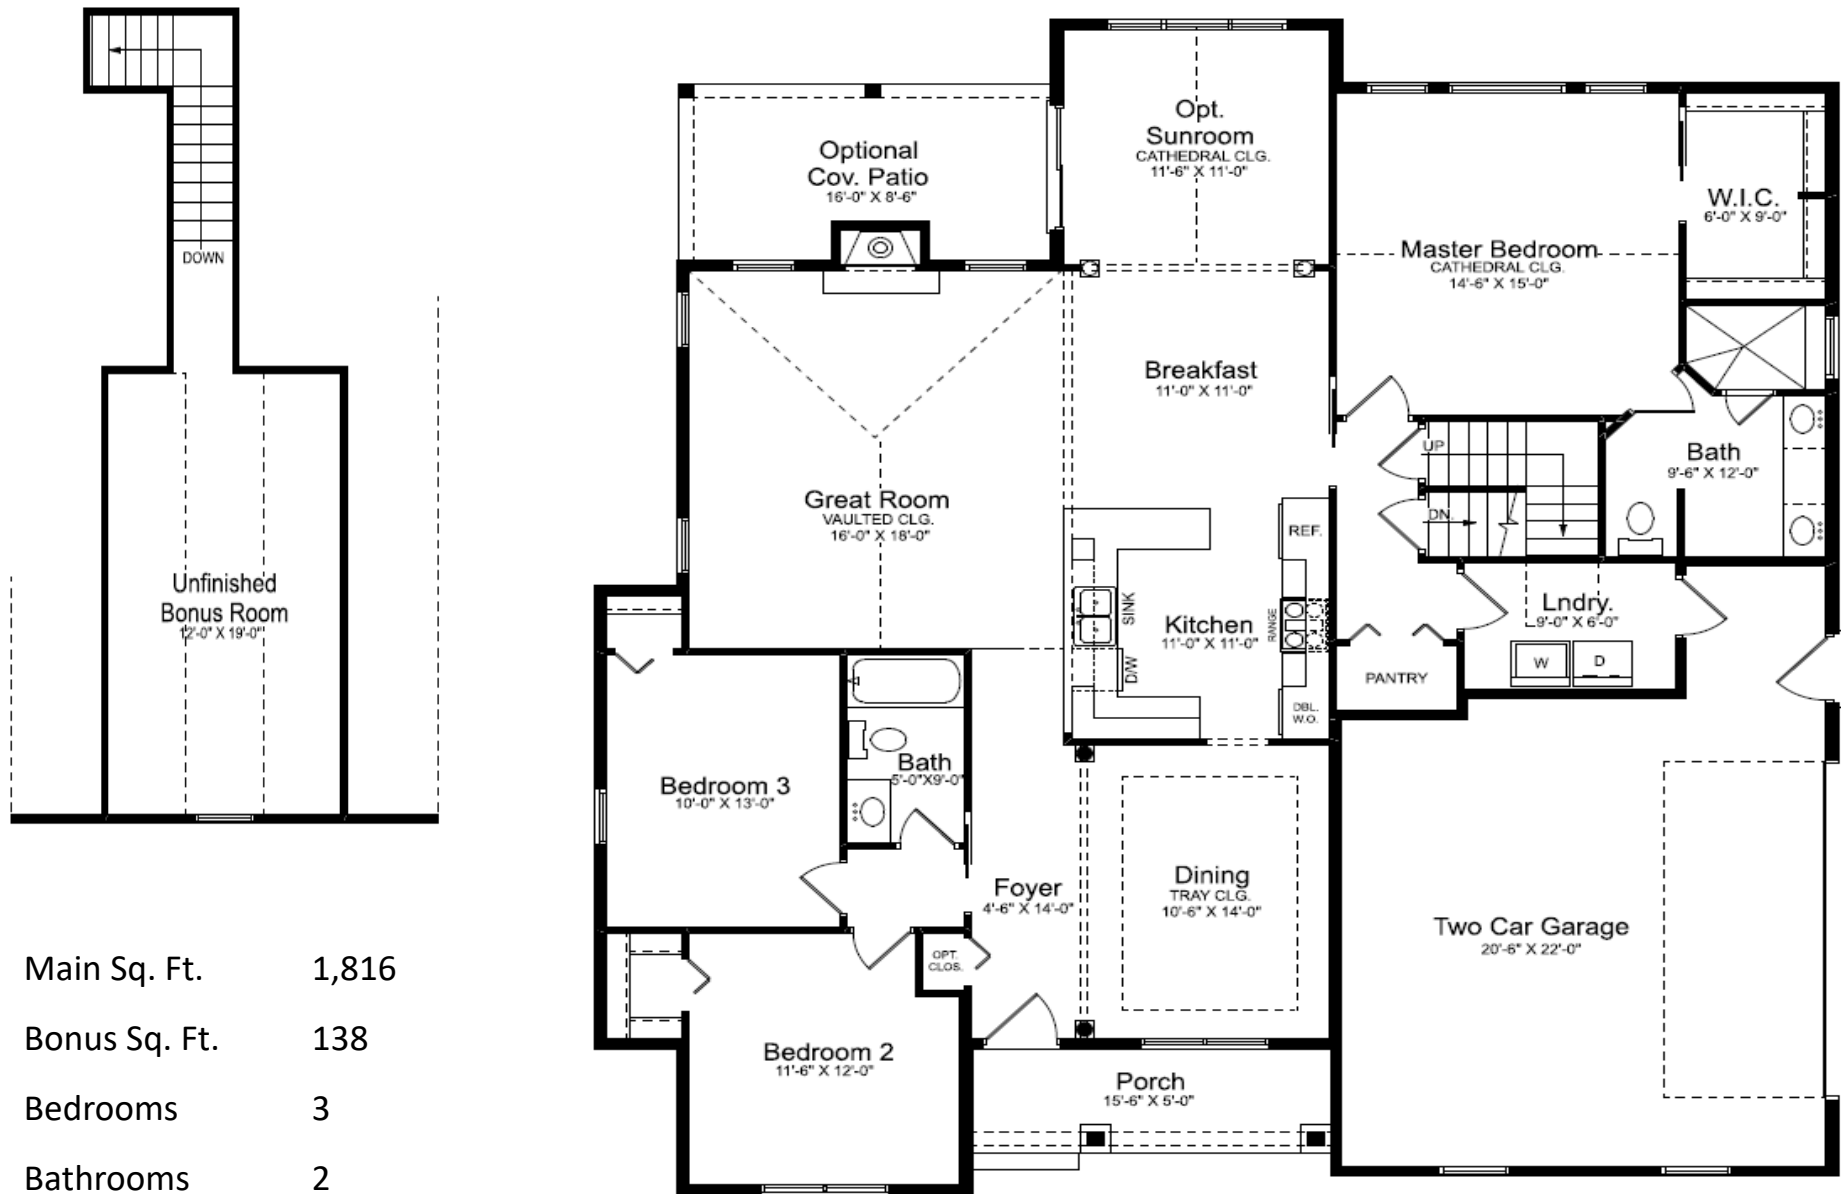 DOWN
Unfinished
Bonus Room
12'-0" X 19'-0"
Main Sq. Ft. 1,816
Bonus Sq. Ft. 138
Bedrooms 3
Bathrooms 2
Optional
Cov. Patio
16'-0" X 8'-6"
Opt.
Sunroom
CATHEDRAL CLG.
11'-6" X 11'-0"
Master Bedroom
CATHEDRAL CLG.
14'-6" X 15'-0"
W.I.C.
6'-0" X 9'-0"
Breakfast
11'-0" X 11'-0"
Great Room
VAULTED CLG.
16'-0" X 18'-0"
UP
DN.
Bath
9'-6" X 12'-0"
REF.
SINK
Kitchen
11'-0" X 11'-0"
RANGE
D/W
DBL.
W.O.
Lndry.
9'-0" X 6'-0"
W
D
PANTRY
Bedroom 3
10'-0" X 13'-0"
Bath
5'-0"X9'-0"
Foyer
4'-6" X 14'-0"
Dining
TRAY CLG.
10'-6" X 14'-0"
Two Car Garage
20'-6" X 22'-0"
OPT.
CLOS.
Bedroom 2
11'-6" X 12'-0"
Porch
15'-6" X 5'-0"